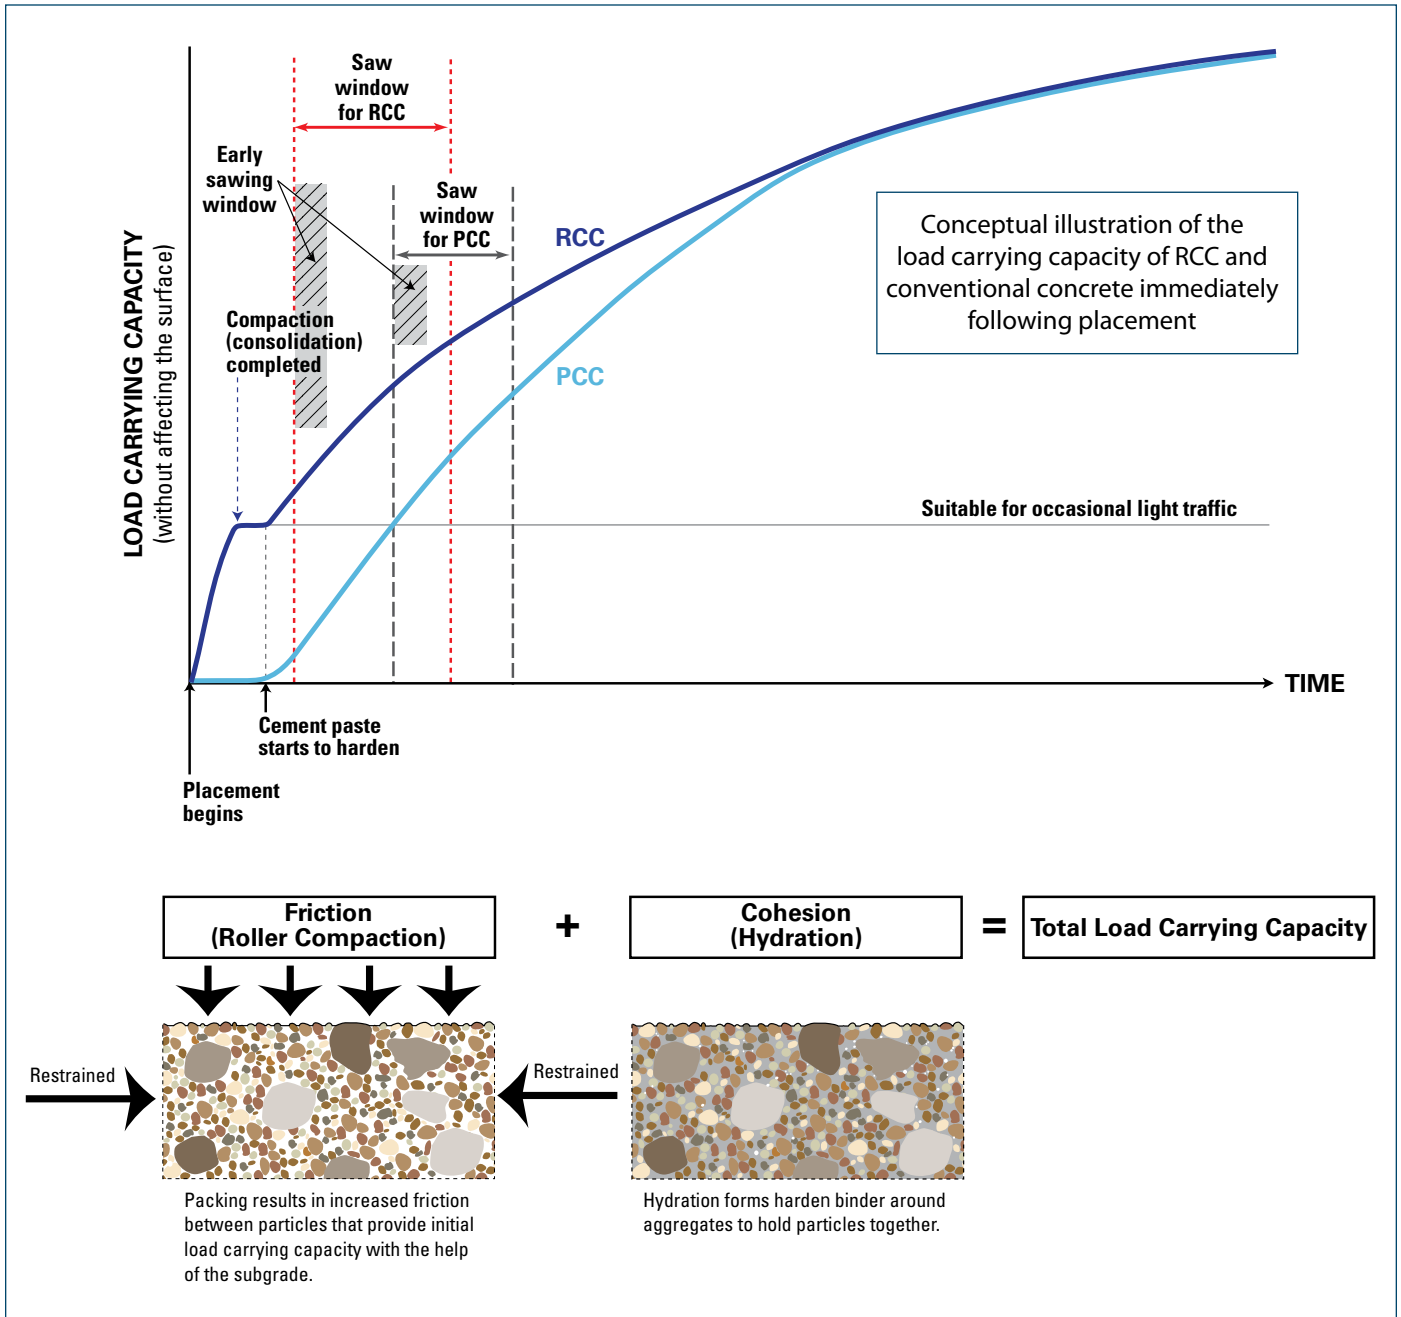 Saw
window
for RCC
Early
sawing
window
Saw
window
for PCC
RCC
Conceptual illustration of the
load carrying capacity of RCC and
conventional concrete immediately
following placement
Compaction
(consolidation)
completed
PCC
LOAD CARRYING CAPACITY
(without affecting the surface)
Suitable for occasional light traffic
TIME
Cement paste
starts to harden
Placement
begins
Friction
(Roller Compaction)
+
Cohesion
(Hydration)
=
Total Load Carrying Capacity
Restrained
Restrained
Packing results in increased friction
between particles that provide initial
load carrying capacity with the help
of the subgrade.
Hydration forms harden binder around
aggregates to hold particles together.